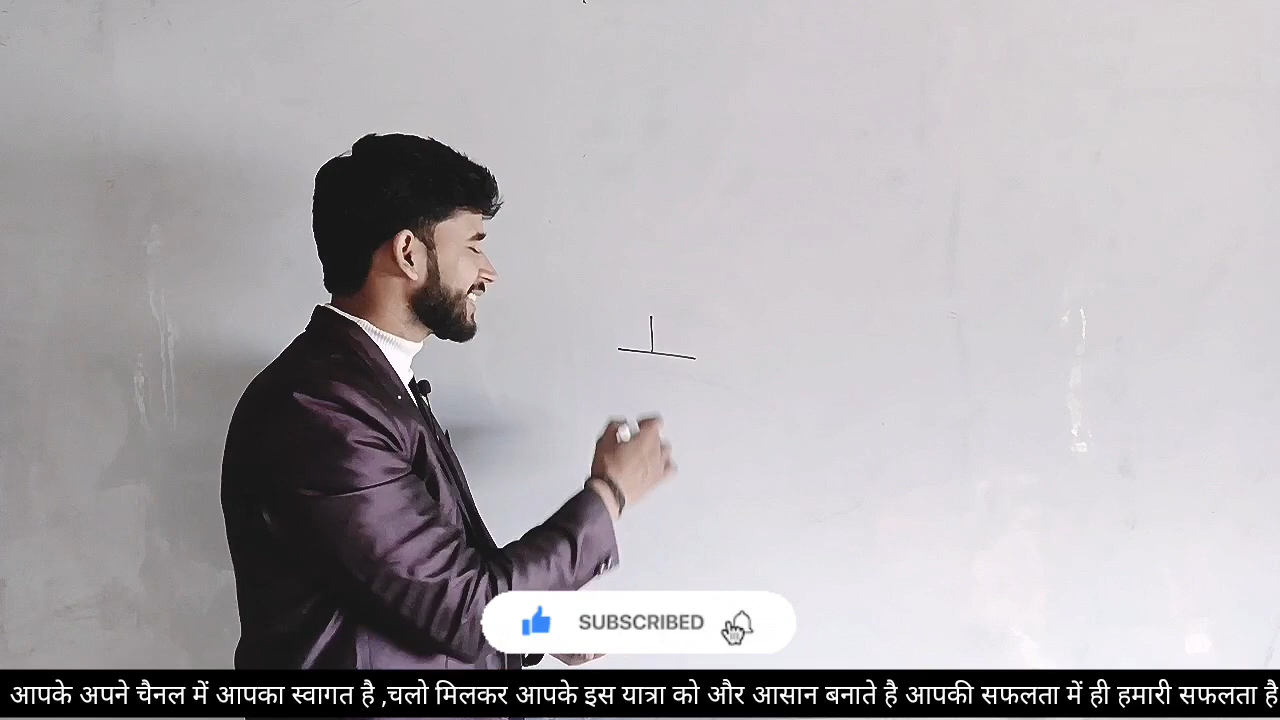 SUBSCRIBED
आपके अपने चैनल में आपका स्वागत है ,चलो मिलकर आपके इस यात्रा को और आसान बनाते है आपकी सफलता में ही हमारी सफलता है